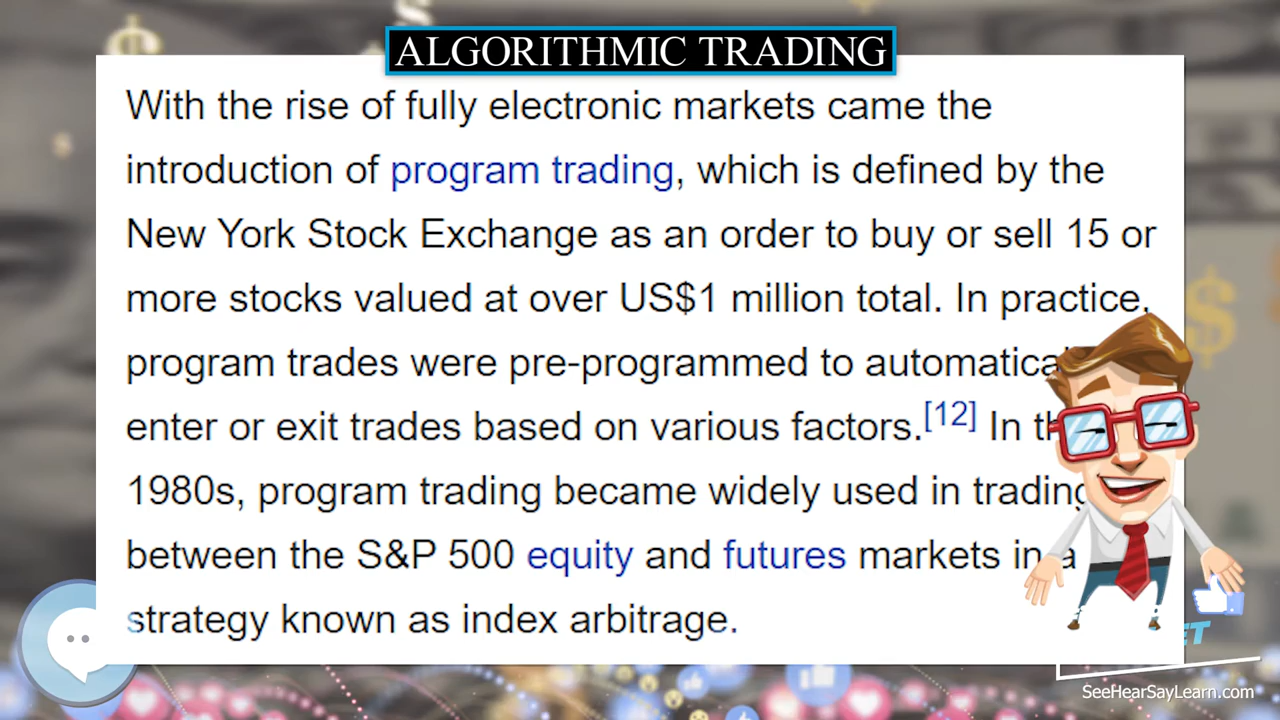 ALGORITHMIC TRADING
With the rise of fully electronic markets came the
introduction of program trading, which is defined by the
New York Stock Exchange as an order to buy or sell 15 or
more stocks valued at over US$1 million total. In practice,
program trades were pre-programmed to
enter or exit trades based on various factors.[12] In
1980s, program trading became widely used in trading
between the S&P 500 equity and futures markets in a
strategy known as index arbitrage.
SeeHearSayLearn.com